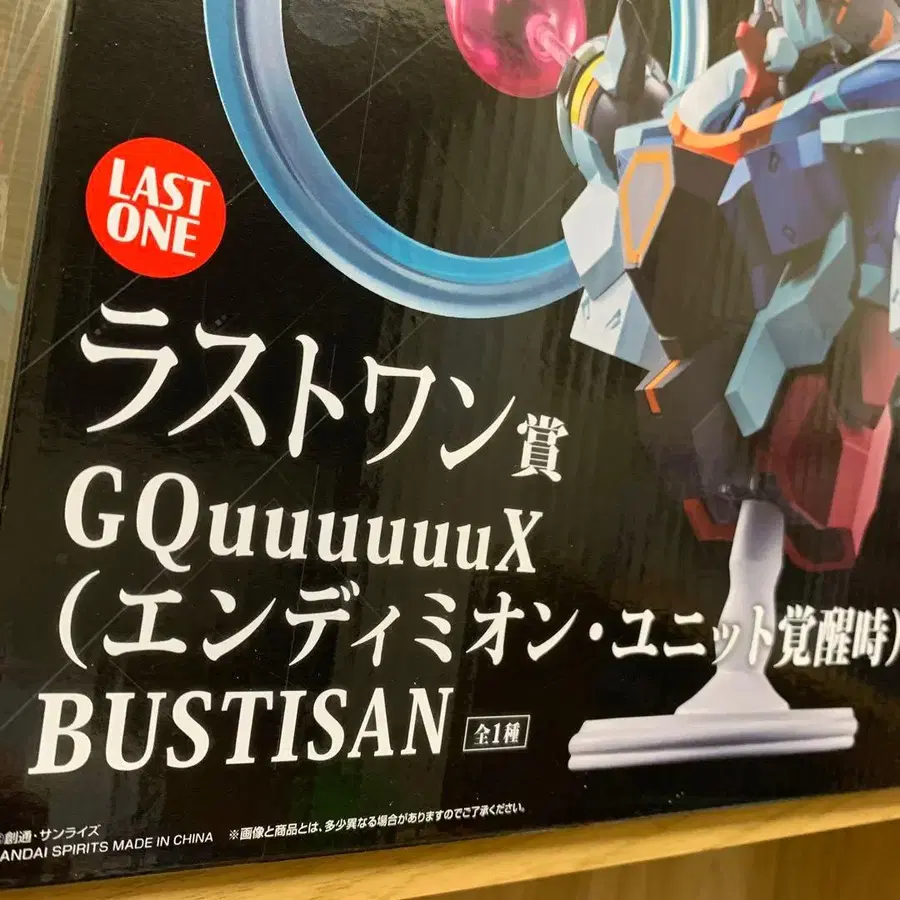 LAST
ONE
ラストワン賞
GQuuuuuuX
(エンディミオン・ユニット覚醒時)
BUSTISAN 全1種
創通・サンライズ
ANDAI SPIRITS MADE IN CHINA ※画像と商品とは、多少異なる場合がありますのでご了承ください。